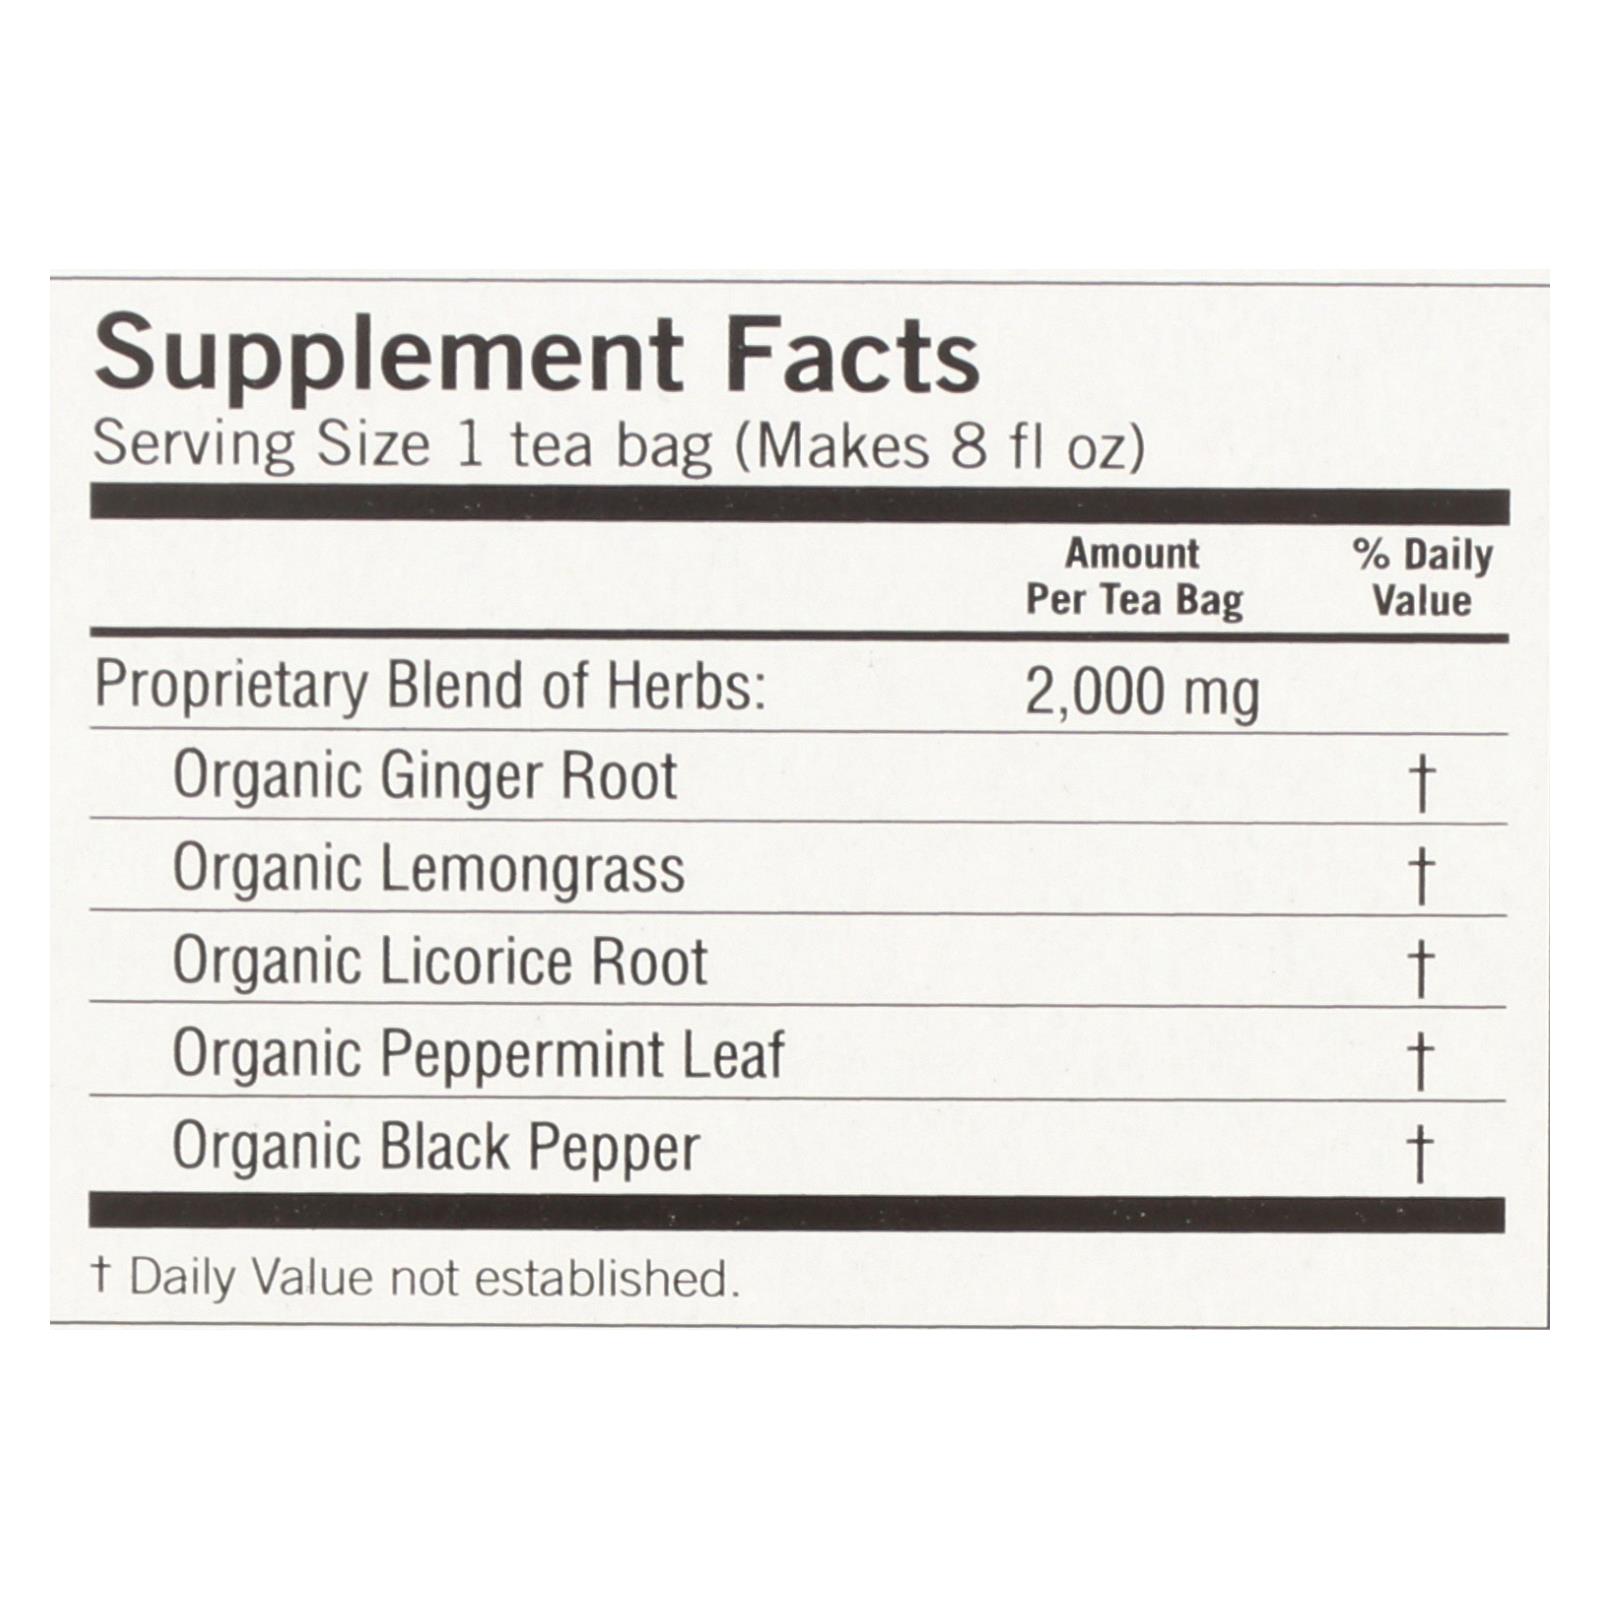 Supplement Facts
Serving Size 1 tea bag (Makes 8 fl oz)
Amount Per Tea Bag
% Daily Value
Proprietary Blend of Herbs: 2,000 mg
Organic Ginger Root †
Organic Lemongrass †
Organic Licorice Root †
Organic Peppermint Leaf †
Organic Black Pepper †
† Daily Value not established.